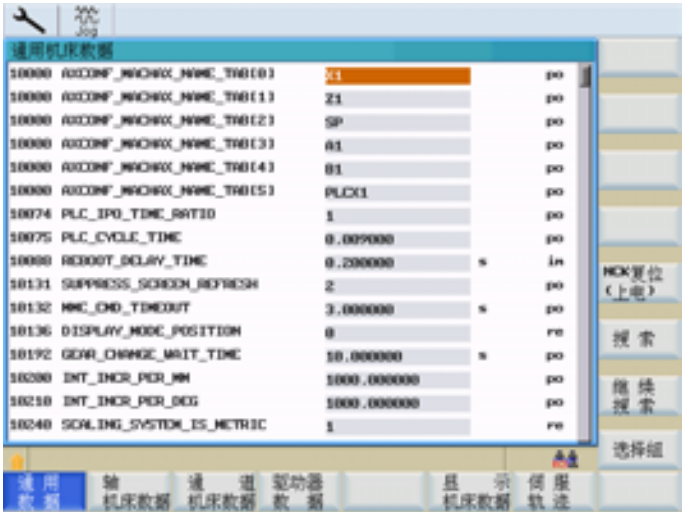 Jog
通用机床数据
10000 AXCONF_MACHAX_NAME_TAB[0] X1 po
10000 AXCONF_MACHAX_NAME_TAB[1] Z1 po
10000 AXCONF_MACHAX_NAME_TAB[2] SP po
10000 AXCONF_MACHAX_NAME_TAB[3] A1 po
10000 AXCONF_MACHAX_NAME_TAB[4] B1 po
10000 AXCONF_MACHAX_NAME_TAB[5] PLCX1 po
10074 PLC_IPO_TIME_RATIO 1 po
10075 PLC_CYCLE_TIME 0.009000 po
10088 REBOOT_DELAY_TIME 0.200000 s im
10131 SUPPRESS_SCREEN_REFRESH 2 po
10132 MMC_CMD_TIMEOUT 3.000000 s po
10136 DISPLAY_MODE_POSITION 0 re
10192 GEAR_CHANGE_WAIT_TIME 10.000000 s po
10200 INT_INCR_PER_MM 1000.000000 po
10210 INT_INCR_PER_DEG 1000.000000 po
10240 SCALING_SYSTEM_IS_METRIC 1 re
NCK复位
(上电)
搜索
继续
搜索
选择组
通用
数据
轴
机床数据
通道
机床数据
驱动器
数据
显示
机床数据
伺服
轨迹